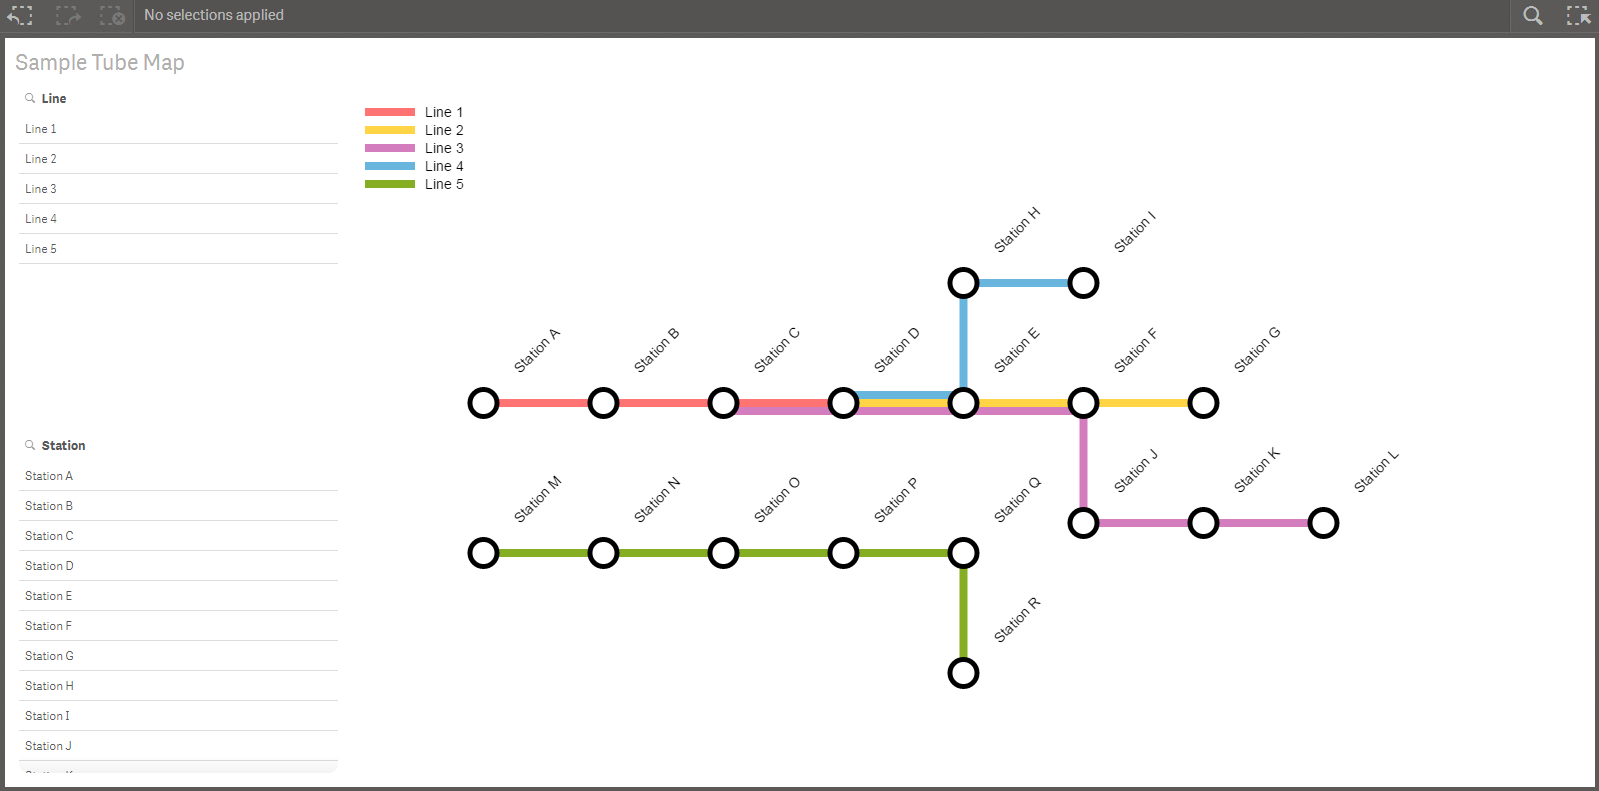 No selections applied
Sample Tube Map
Line
Line 1
Line 2
Line 3
Line 4
Line 5
Station
Station A
Station B
Station C
Station D
Station E
Station F
Station G
Station H
Station I
Station J
Line 1
Line 2
Line 3
Line 4
Line 5
Station H
Station I
Station A
Station B
Station C
Station D
Station E
Station F
Station G
Station J
Station K
Station L
Station M
Station N
Station O
Station P
Station Q
Station R